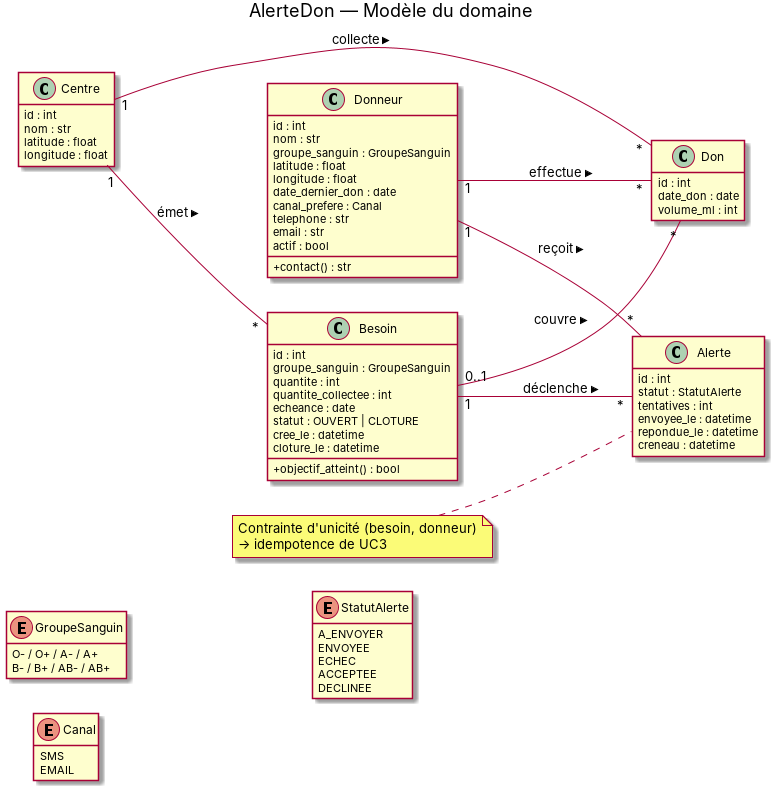 AlerteDon — Modèle du domaine
collecte ▶
1
*
C Centre
id : int
nom : str
latitude : float
longitude : float
C Donneur
id : int
nom : str
groupe_sanguin : GroupeSanguin
latitude : float
longitude : float
date_dernier_don : date
canal_prefere : Canal
telephone : str
email : str
actif : bool
+contact() : str
C Don
id : int
date_don : date
volume_ml : int
effectue ▶
1
*
1
émet ▶
*
1
reçoit ▶
*
couvre ▶
*
0..1
C Besoin
id : int
groupe_sanguin : GroupeSanguin
quantite : int
quantite_collectee : int
echeance : date
statut : OUVERT | CLOTURE
cree_le : datetime
cloture_le : datetime
+objectif_atteint() : bool
déclenche ▶
1
*
C Alerte
id : int
statut : StatutAlerte
tentatives : int
envoyee_le : datetime
repondue_le : datetime
creneau : datetime
Contrainte d'unicité (besoin, donneur)
→ idempotence de UC3
E GroupeSanguin
O- / O+ / A- / A+
B- / B+ / AB- / AB+
E StatutAlerte
A_ENVOYER
ENVOYEE
ECHEC
ACCEPTEE
DECLINEE
E Canal
SMS
EMAIL